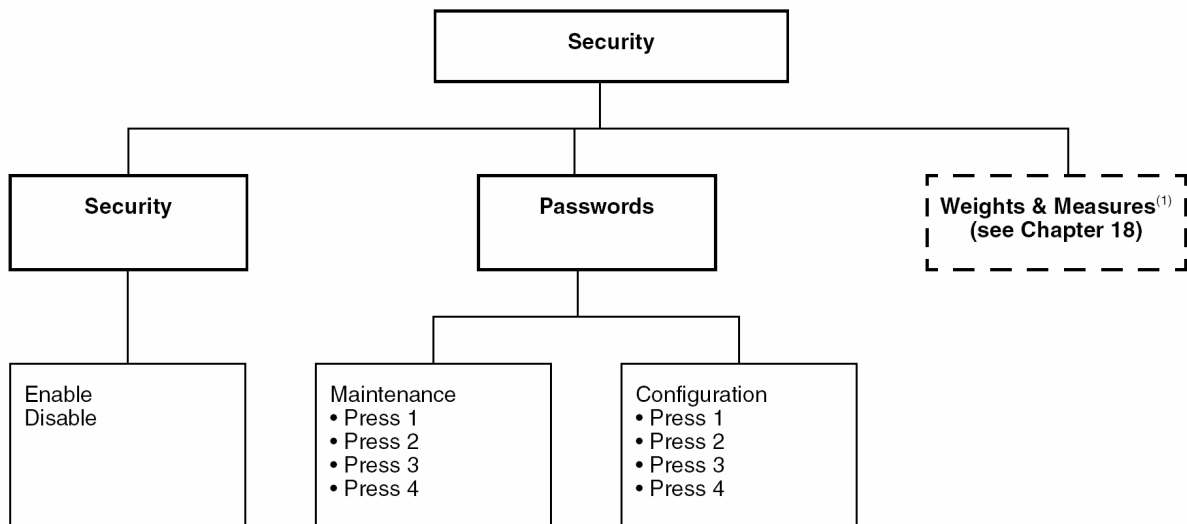 Security
Security
Passwords
Weights & Measures(1)
(see Chapter 18)
Enable
Disable
Maintenance
• Press 1
• Press 2
• Press 3
• Press 4
Configuration
• Press 1
• Press 2
• Press 3
• Press 4